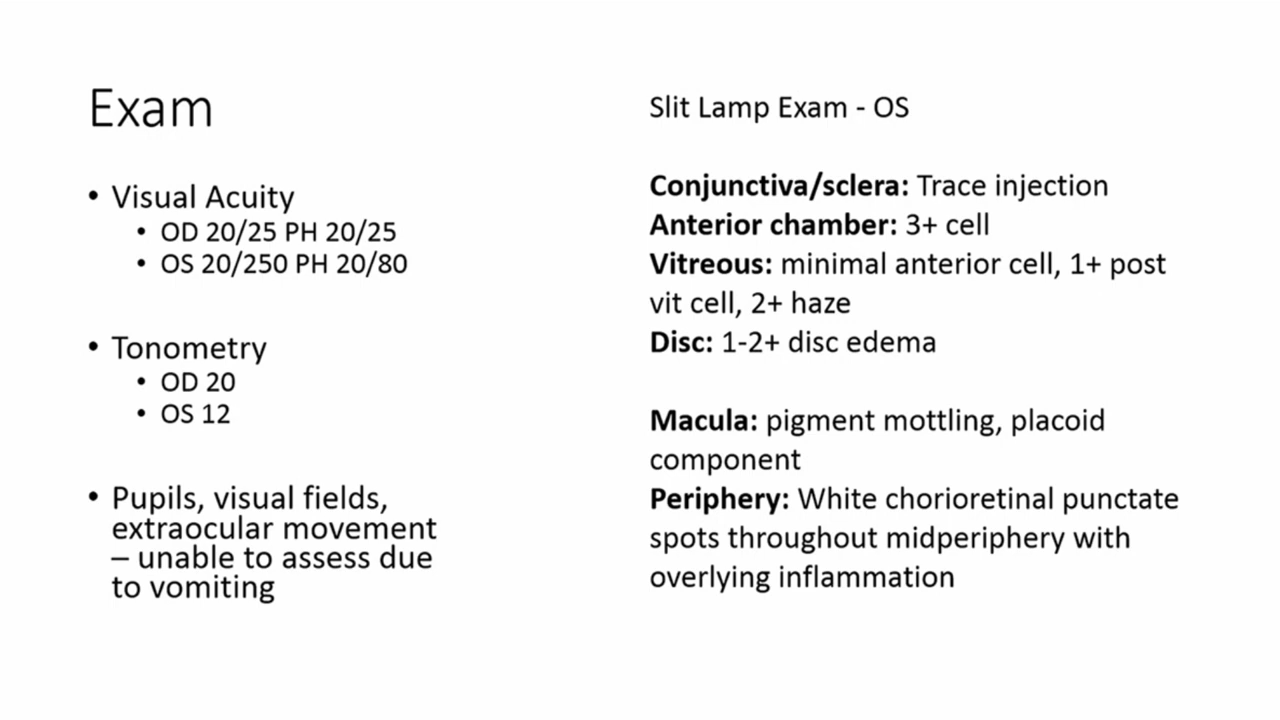 Exam
• Visual Acuity
• OD 20/25 PH 20/25
• OS 20/250 PH 20/80
• Tonometry
• OD 20
• OS 12
• Pupils, visual fields,
extraocular movement
– unable to assess due
to vomiting
Slit Lamp Exam - OS
Conjunctiva/sclera: Trace injection
Anterior chamber: 3+ cell
Vitreous: minimal anterior cell, 1+ post
vit cell, 2+ haze
Disc: 1-2+ disc edema
Macula: pigment mottling, placoid
component
Periphery: White chorioretinal punctate
spots throughout midperiphery with
overlying inflammation